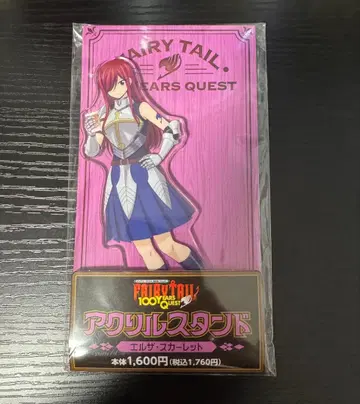 FAIRY TAIL.
YEARS QUEST
FAIRY TAIL
100 YEARS QUEST
アクリルスタンド
エルザ・スカーレット
本体1,600円(税込1,760円)